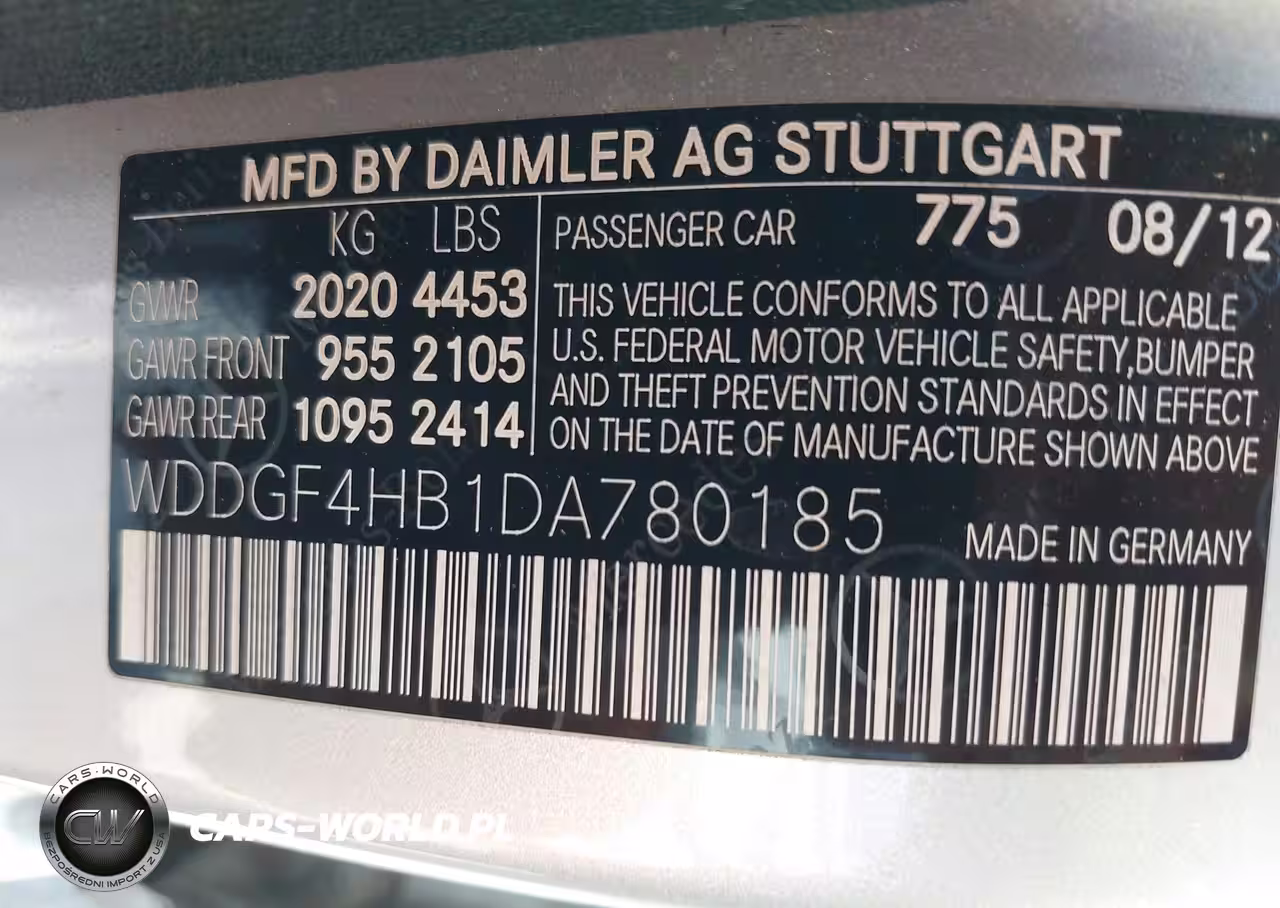 MFD BY DAIMLER AG STUTTGART
KG LBS
GVWR 2020 4453
GAWR FRONT 955 2105
GAWR REAR 1095 2414
PASSENGER CAR 775 08/12
THIS VEHICLE CONFORMS TO ALL APPLICABLE
U.S. FEDERAL MOTOR VEHICLE SAFETY,BUMPER
AND THEFT PREVENTION STANDARDS IN EFFECT
ON THE DATE OF MANUFACTURE SHOWN ABOVE
WDDGF4HB1DA780185
MADE IN GERMANY
CARS-WORLD
CW
BEZPOŚREDNI IMPORT Z USA
CARS-WORLD.PL